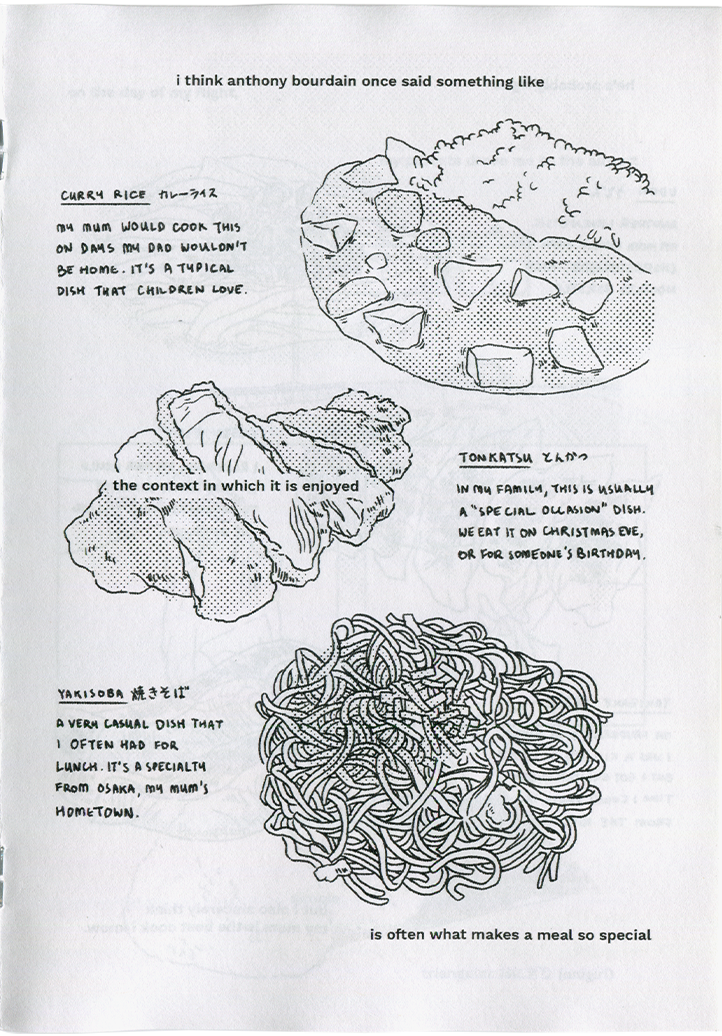 i think anthony bourdain once said something like
CURRY RICE カレーライス
MY MUM WOULD COOK THIS
ON DAYS MY DAD WOULDN'T
BE HOME. IT'S A TYPICAL
DISH THAT CHILDREN LOVE.
the context in which it is enjoyed
TONKATSU とんかつ
IN MY FAMILY, THIS IS USUALLY
A "SPECIAL OCCASION" DISH.
WE EAT IT ON CHRISTMAS EVE,
OR FOR SOMEONE'S BIRTHDAY.
YAKISOBA 焼きそば
A VERY CASUAL DISH THAT
I OFTEN HAD FOR
LUNCH. IT'S A SPECIALTY
FROM OSAKA, MY MUM'S
HOMETOWN.
is often what makes a meal so special